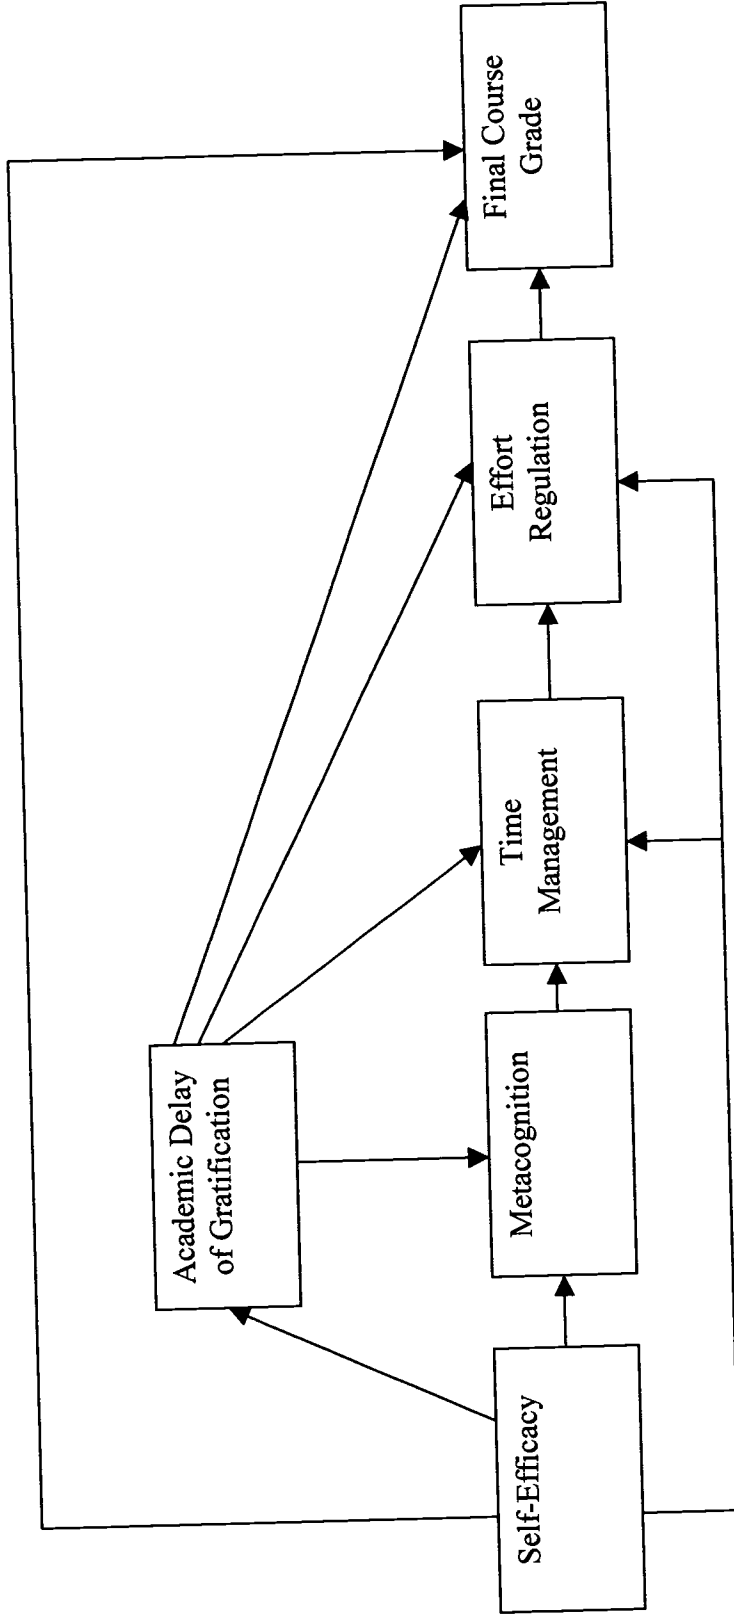 Academic Delay
of Gratification
Self-Efficacy
Metacognition
Time
Management
Effort
Regulation
Final Course
Grade